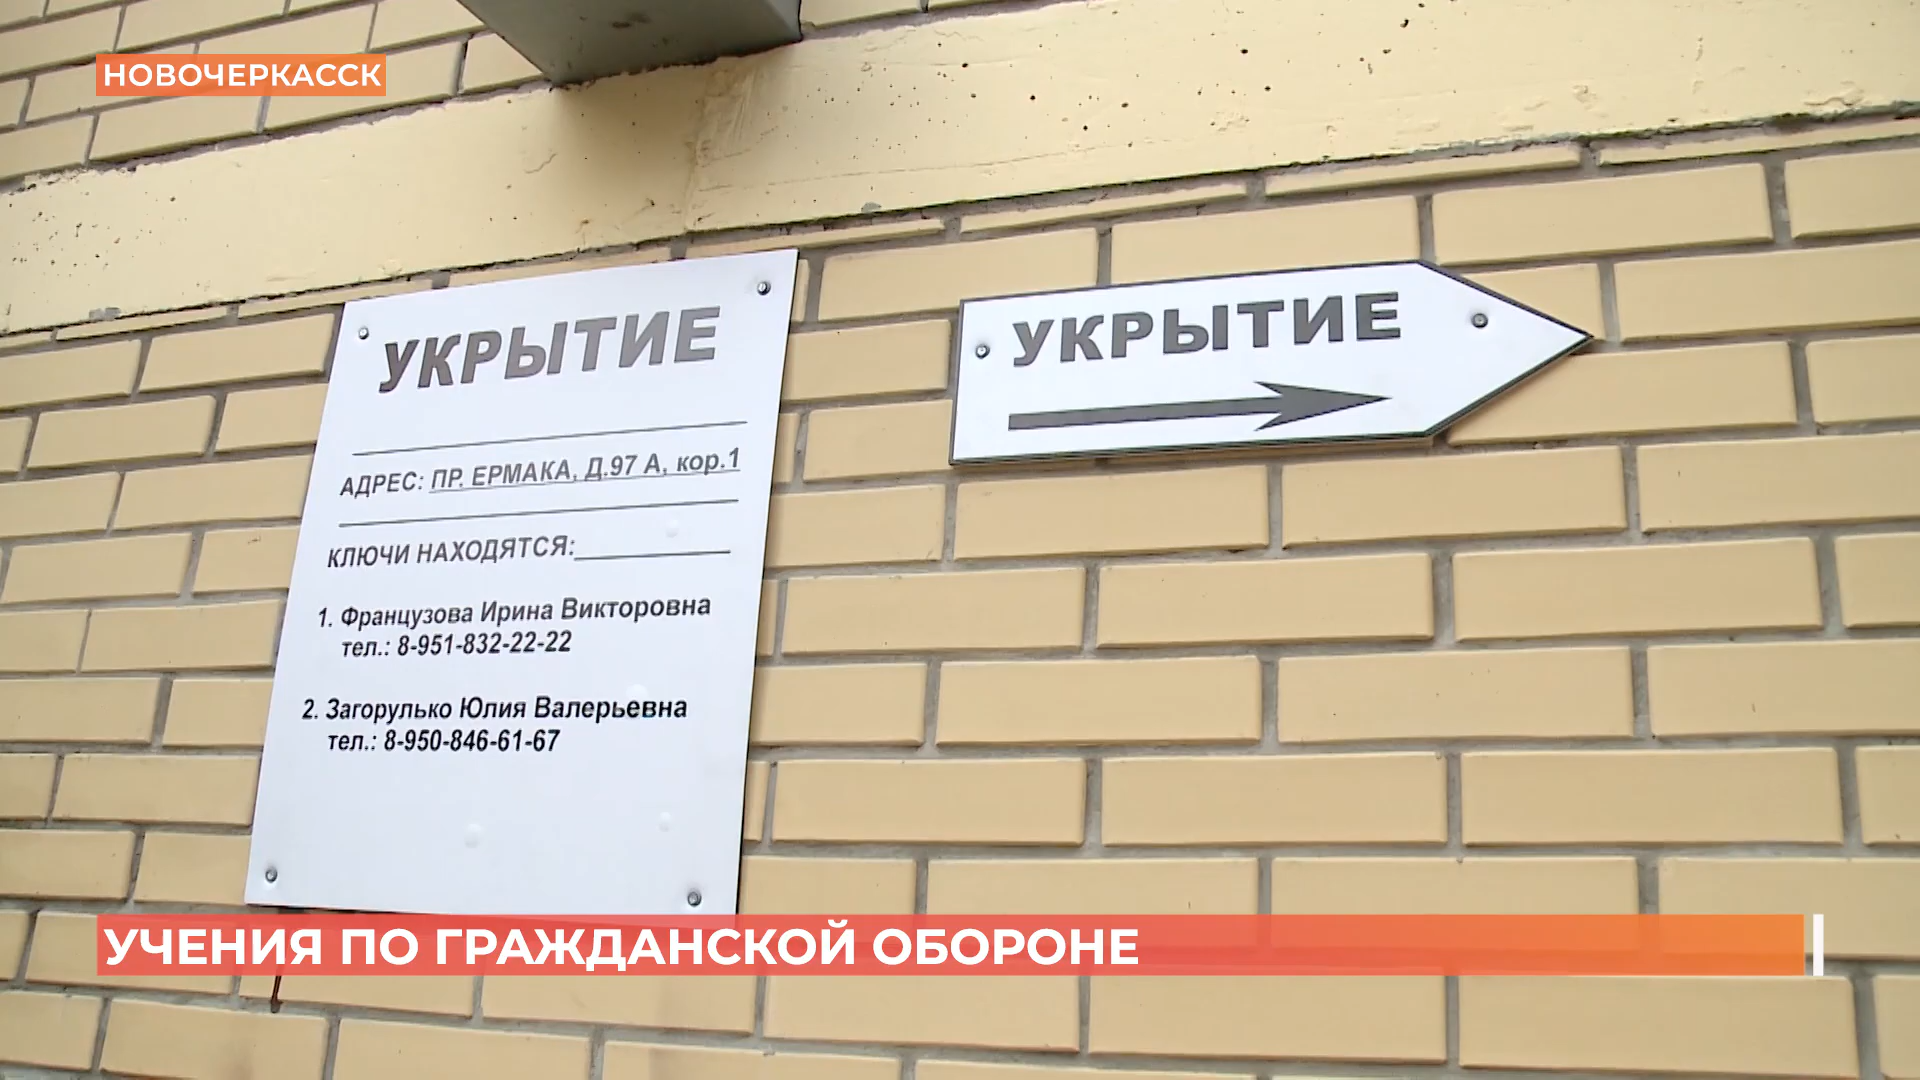 НОВОЧЕРКАССК
УКРЫТИЕ
АДРЕС: ПР. ЕРМАКА, Д.97 А, кор.1
КЛЮЧИ НАХОДЯТСЯ:
1. Французова Ирина Викторовна
тел.: 8-951-832-22-22
2. Загорулько Юлия Валерьевна
тел.: 8-950-846-61-67
УКРЫТИЕ
УЧЕНИЯ ПО ГРАЖДАНСКОЙ ОБОРОНЕ